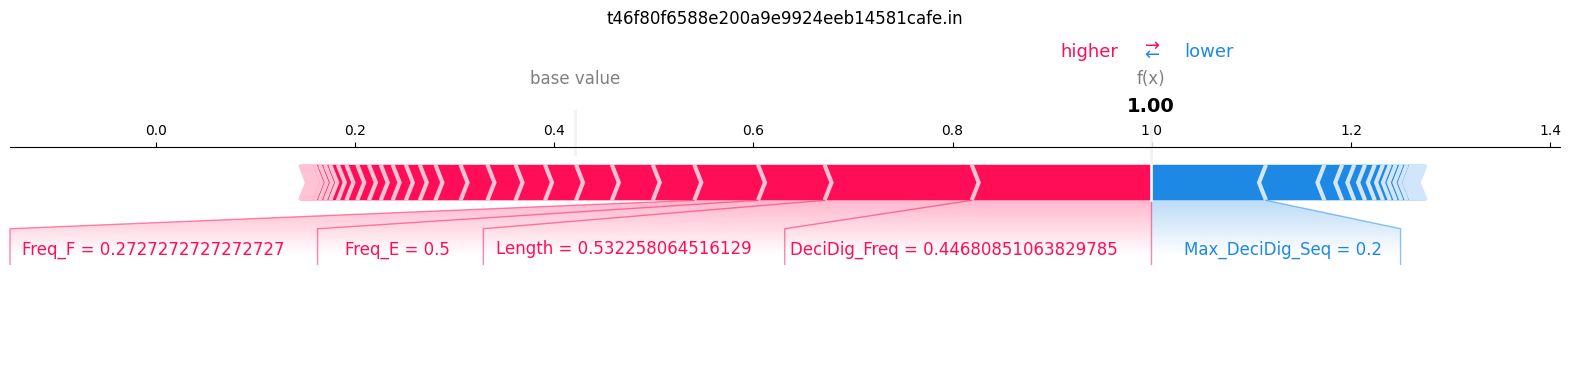 t46f80f6588e200a9e9924eeb14581cafe.in
higher → ← lower
base value f(x)
1.00
0.0 0.2 0.4 0.6 0.8 1.0 1.2 1.4
Freq_F = 0.2727272727272727 Freq_E = 0.5 Length = 0.532258064516129 DeciDig_Freq = 0.44680851063829785 Max_DeciDig_Seq = 0.2